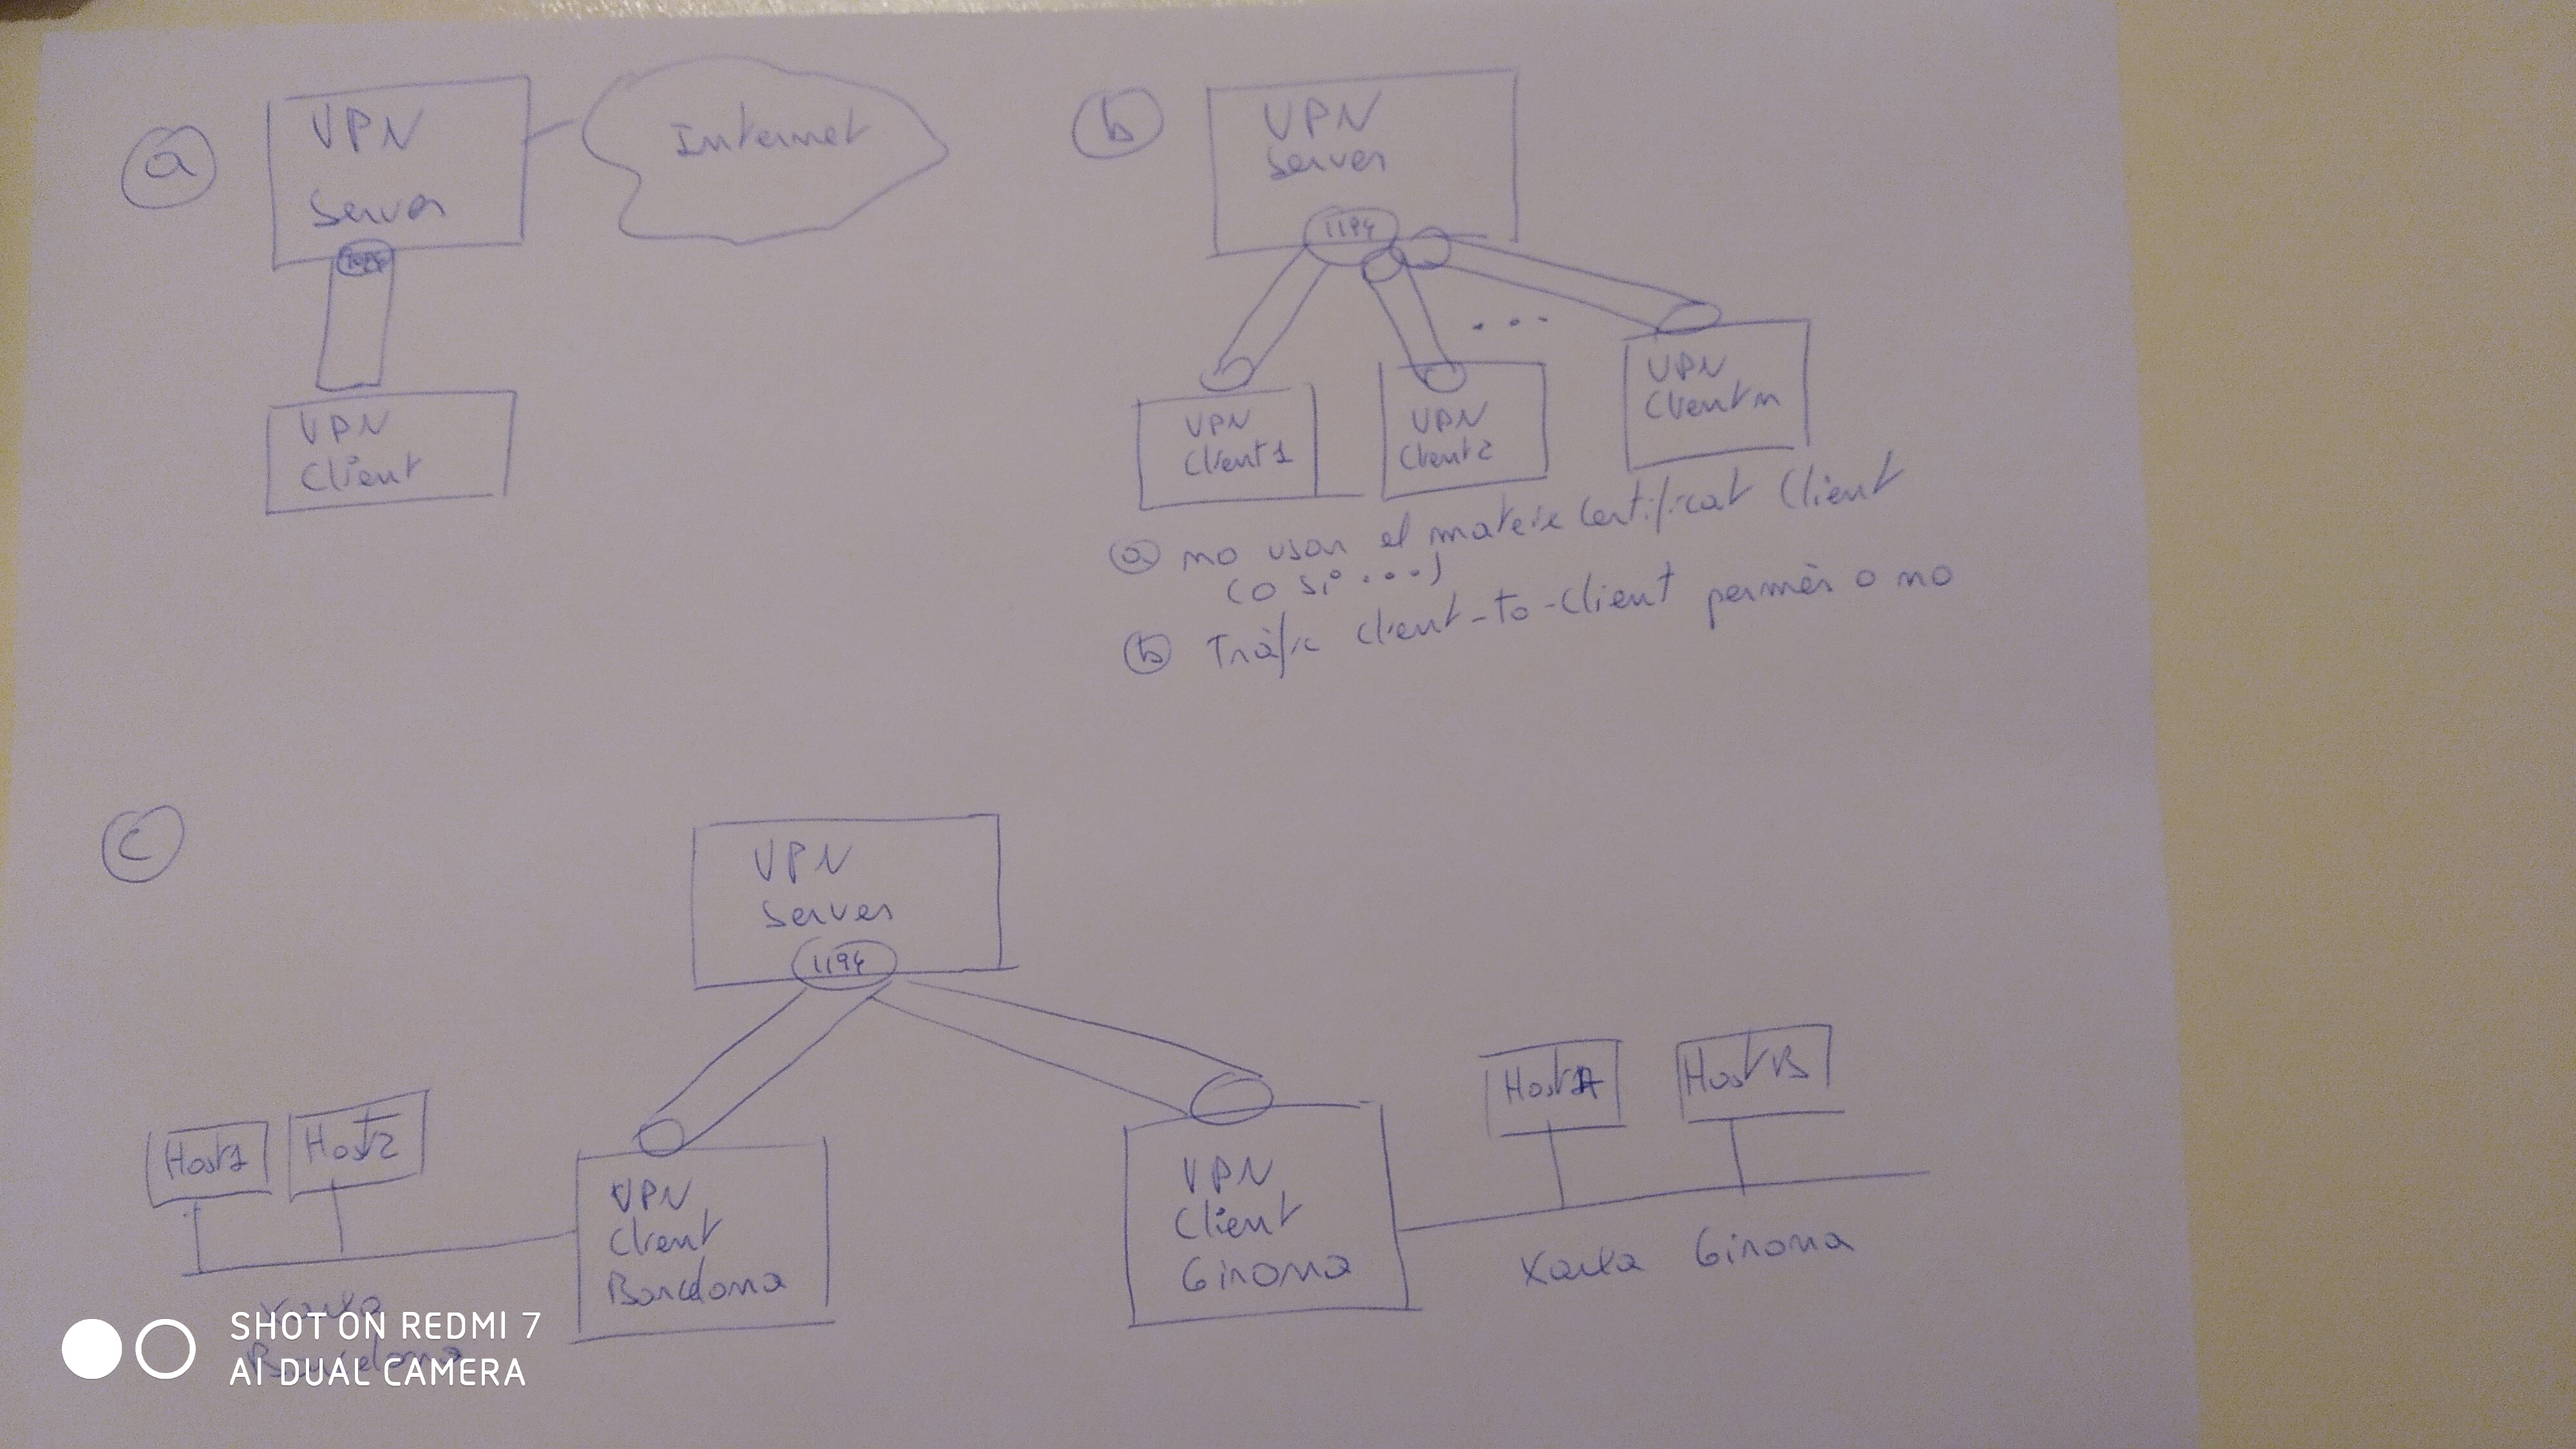 a
VPN
Server
Internet
VPN
Client
b
VPN
Server
1194
...
VPN
Client 1
VPN
Client 2
VPN
Client n
a no usar el mateix certificat client
(o sí ...)
b Tràfic client-to-client permès o no
c
VPN
Server
1194
Host 1
Host 2
VPN
Client
Barcelona
Xarxa
Barcelona
VPN
Client
Girona
Host A
Host B
Xarxa Girona
SHOT ON REDMI 7
AI DUAL CAMERA